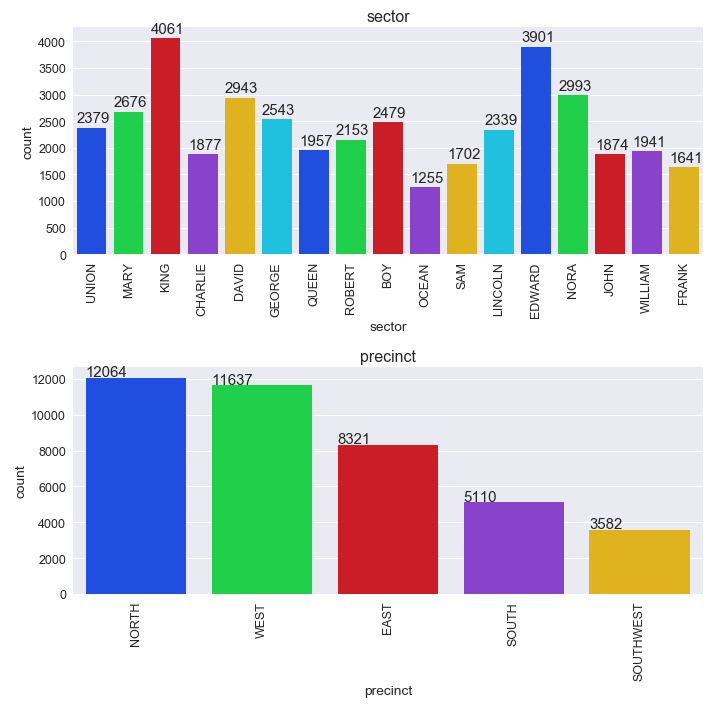 sector
4061
3901
4000
3500
2943
2993
3000
2676
2543
2479
2500
2379
2339
2153
1957
1941
2000
1877
1874
1702
1641
1500
1255
1000
500
0
count
UNION
MARY
KING
CHARLIE
DAVID
GEORGE
QUEEN
ROBERT
BOY
OCEAN
SAM
LINCOLN
EDWARD
NORA
JOHN
WILLIAM
FRANK
sector
precinct
12064
11637
12000
10000
8321
8000
6000
5110
4000
3582
2000
0
count
NORTH
WEST
EAST
SOUTH
SOUTHWEST
precinct